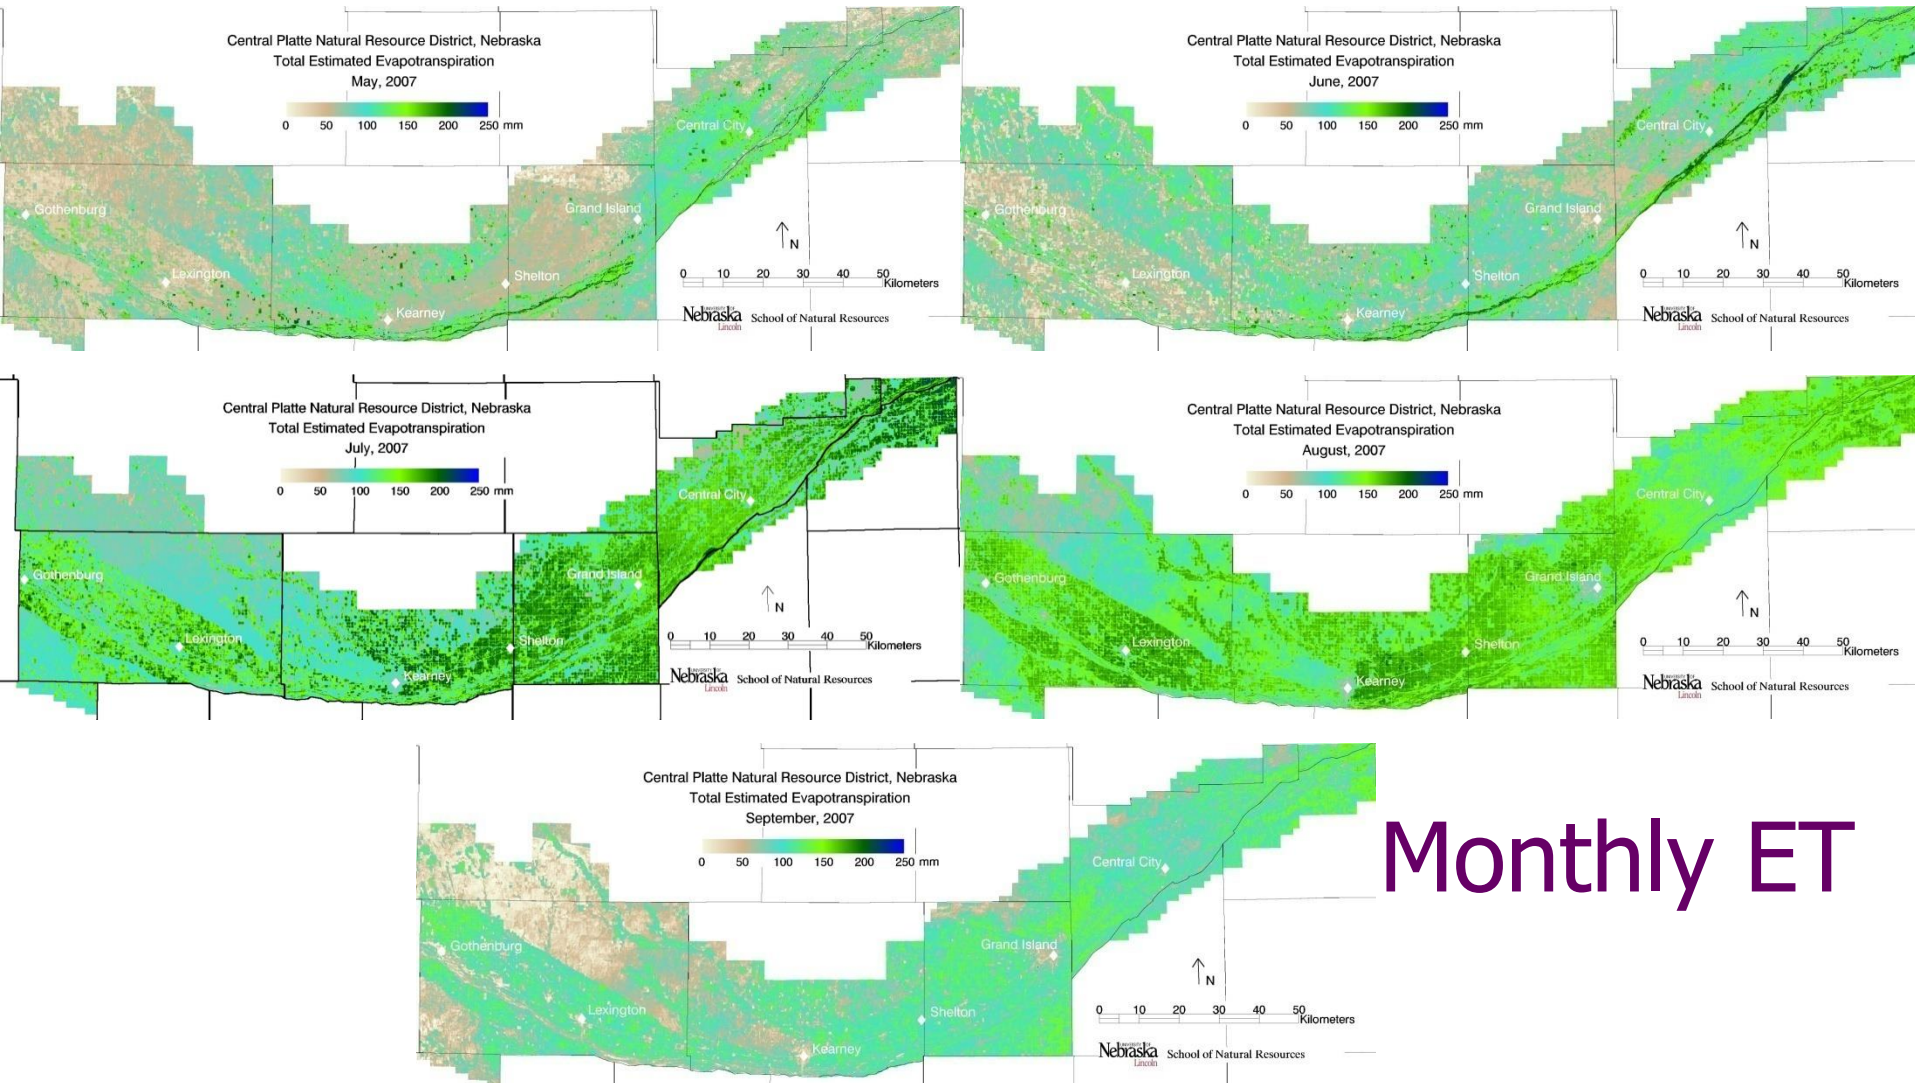 Central Platte Natural Resource District, Nebraska
Total Estimated Evapotranspiration
May, 2007
0 50 100 150 200 250 mm
Central City
Gothenburg
Grand Island
Lexington
Shelton
Kearney
N
0 10 20 30 40 50
Kilometers
UNIVERSITY OF
Nebraska
Lincoln
School of Natural Resources
Central Platte Natural Resource District, Nebraska
Total Estimated Evapotranspiration
June, 2007
0 50 100 150 200 250 mm
Central City
Gothenburg
Grand Island
Lexington
Shelton
Kearney
N
0 10 20 30 40 50
Kilometers
UNIVERSITY OF
Nebraska
Lincoln
School of Natural Resources
Central Platte Natural Resource District, Nebraska
Total Estimated Evapotranspiration
July, 2007
0 50 100 150 200 250 mm
Central City
Gothenburg
Grand Island
Lexington
Shelton
Kearney
N
0 10 20 30 40 50
Kilometers
UNIVERSITY OF
Nebraska
Lincoln
School of Natural Resources
Central Platte Natural Resource District, Nebraska
Total Estimated Evapotranspiration
August, 2007
0 50 100 150 200 250 mm
Central City
Gothenburg
Grand Island
Lexington
Shelton
Kearney
N
0 10 20 30 40 50
Kilometers
UNIVERSITY OF
Nebraska
Lincoln
School of Natural Resources
Central Platte Natural Resource District, Nebraska
Total Estimated Evapotranspiration
September, 2007
0 50 100 150 200 250 mm
Central City
Gothenburg
Grand Island
Lexington
Shelton
Kearney
N
0 10 20 30 40 50
Kilometers
UNIVERSITY OF
Nebraska
Lincoln
School of Natural Resources
Monthly ET